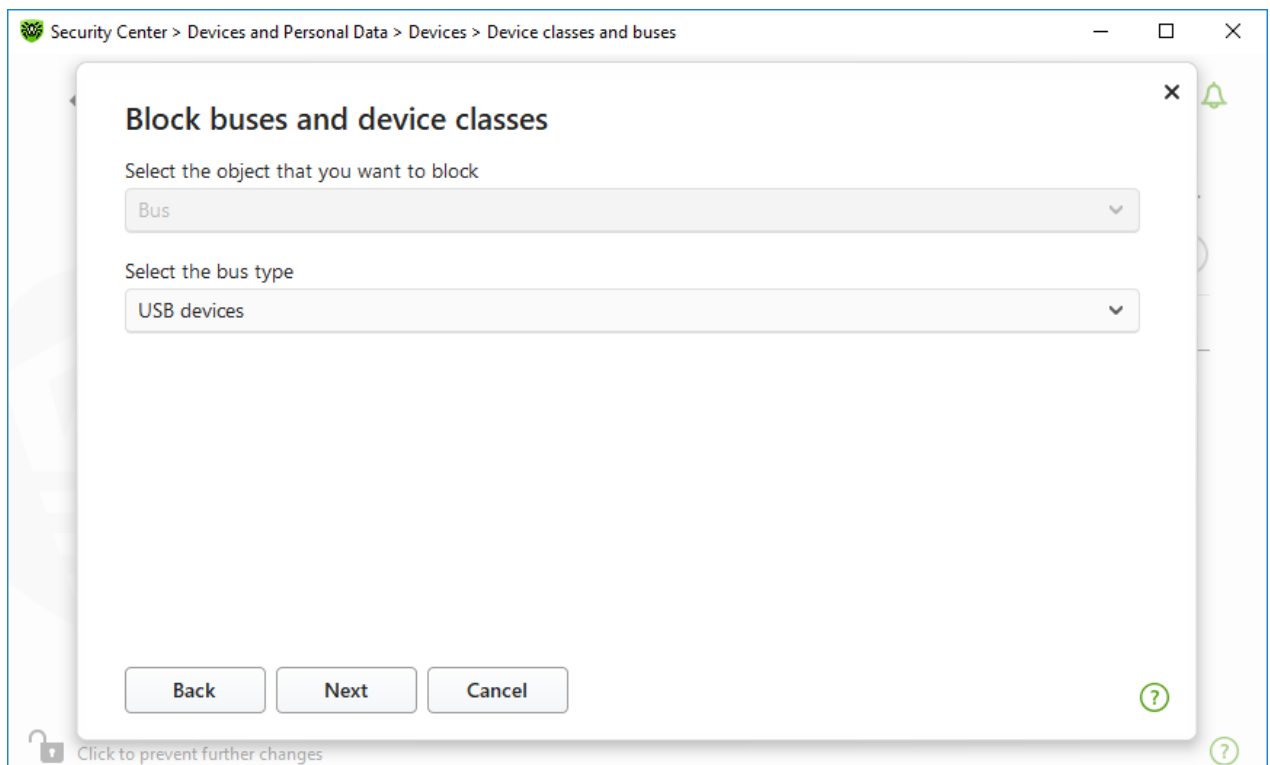 Security Center > Devices and Personal Data > Devices > Device classes and buses
Block buses and device classes
Select the object that you want to block
Bus
Select the bus type
USB devices
Back Next Cancel
?
Click to prevent further changes
?